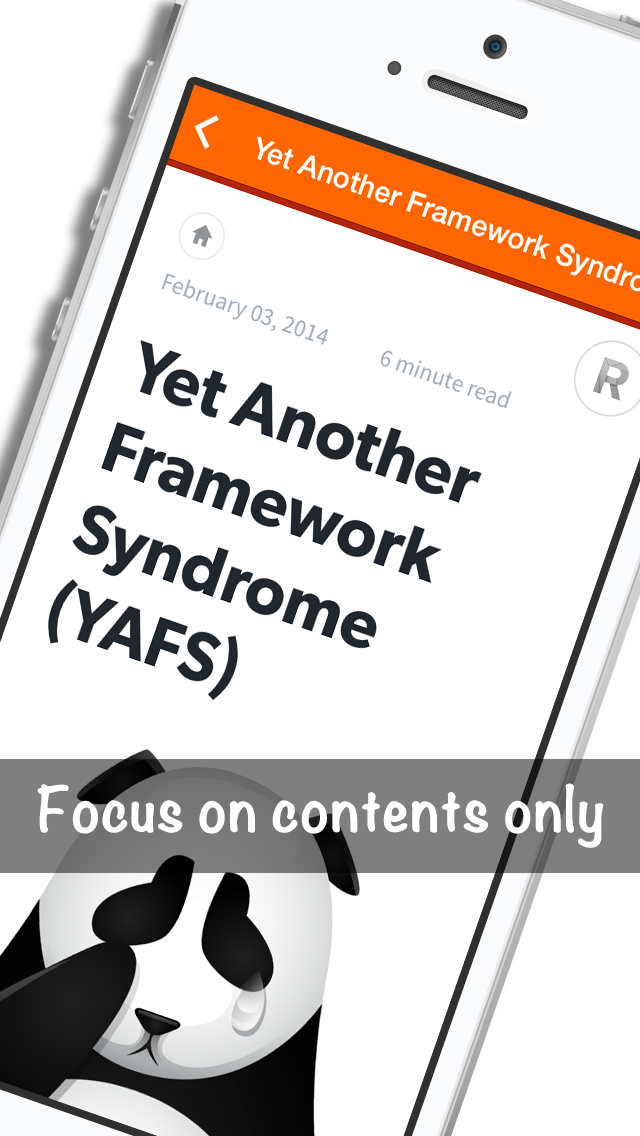 Yet Another Framework Syndro
February 03, 2014
6 minute read
R
Yet Another
Framework
Syndrome
(YAFS)
Focus on contents only